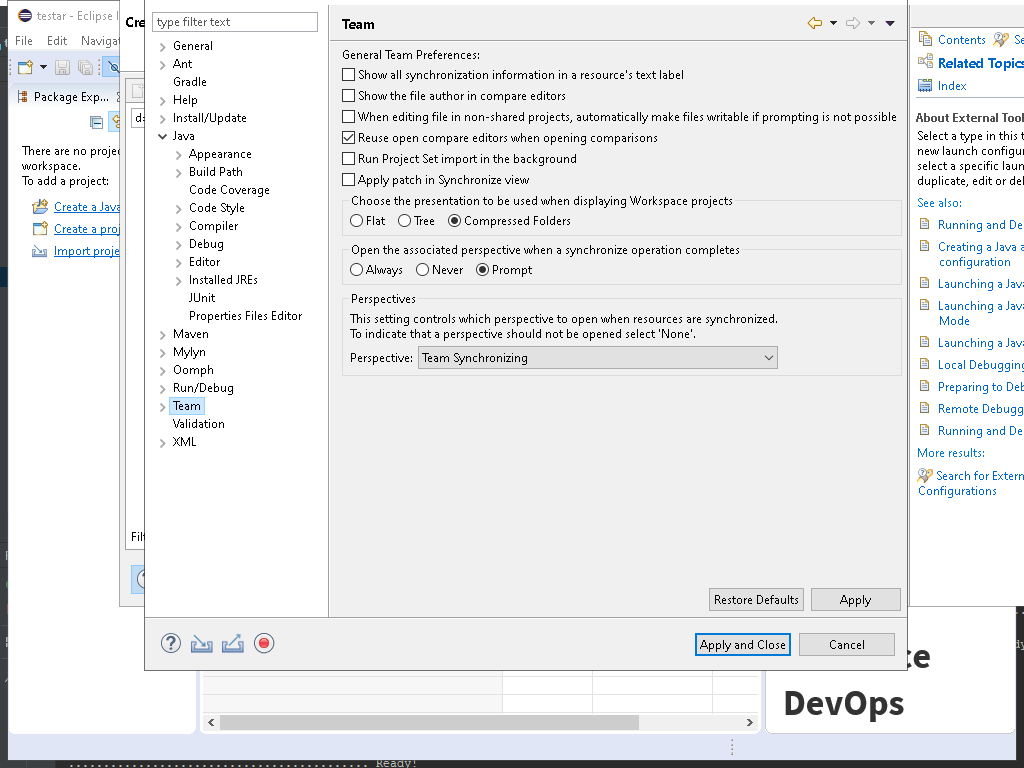 testar - Eclipse
File Edit Navigat
Package Exp...
There are no proje
workspace.
To add a project:
Create a Java
Create a proj
Import proje
Cre
Filt
type filter text
General
Ant
Gradle
Help
Install/Update
Java
Appearance
Build Path
Code Coverage
Code Style
Compiler
Debug
Editor
Installed JREs
JUnit
Properties Files Editor
Maven
Mylyn
Oomph
Run/Debug
Team
Validation
XML
Team
General Team Preferences:
Show all synchronization information in a resource's text label
Show the file author in compare editors
When editing file in non-shared projects, automatically make files writable if prompting is not possible
Reuse open compare editors when opening comparisons
Run Project Set import in the background
Apply patch in Synchronize view
Choose the presentation to be used when displaying Workspace projects
Flat Tree Compressed Folders
Open the associated perspective when a synchronize operation completes
Always Never Prompt
Perspectives
This setting controls which perspective to open when resources are synchronized.
To indicate that a perspective should not be opened select 'None'.
Perspective: Team Synchronizing
Restore Defaults Apply
Apply and Close Cancel
Contents Se
Related Topics
Index
About External Tool
Select a type in this t
new launch configur
select a specific laun
duplicate, edit or del
See also:
Running and De
Creating a Java a
configuration
Launching a Java
Launching a Java
Mode
Launching a Java
Local Debugging
Preparing to Deb
Remote Debugg
Running and De
More results:
Search for Extern
Configurations
ce
DevOps
Ready!